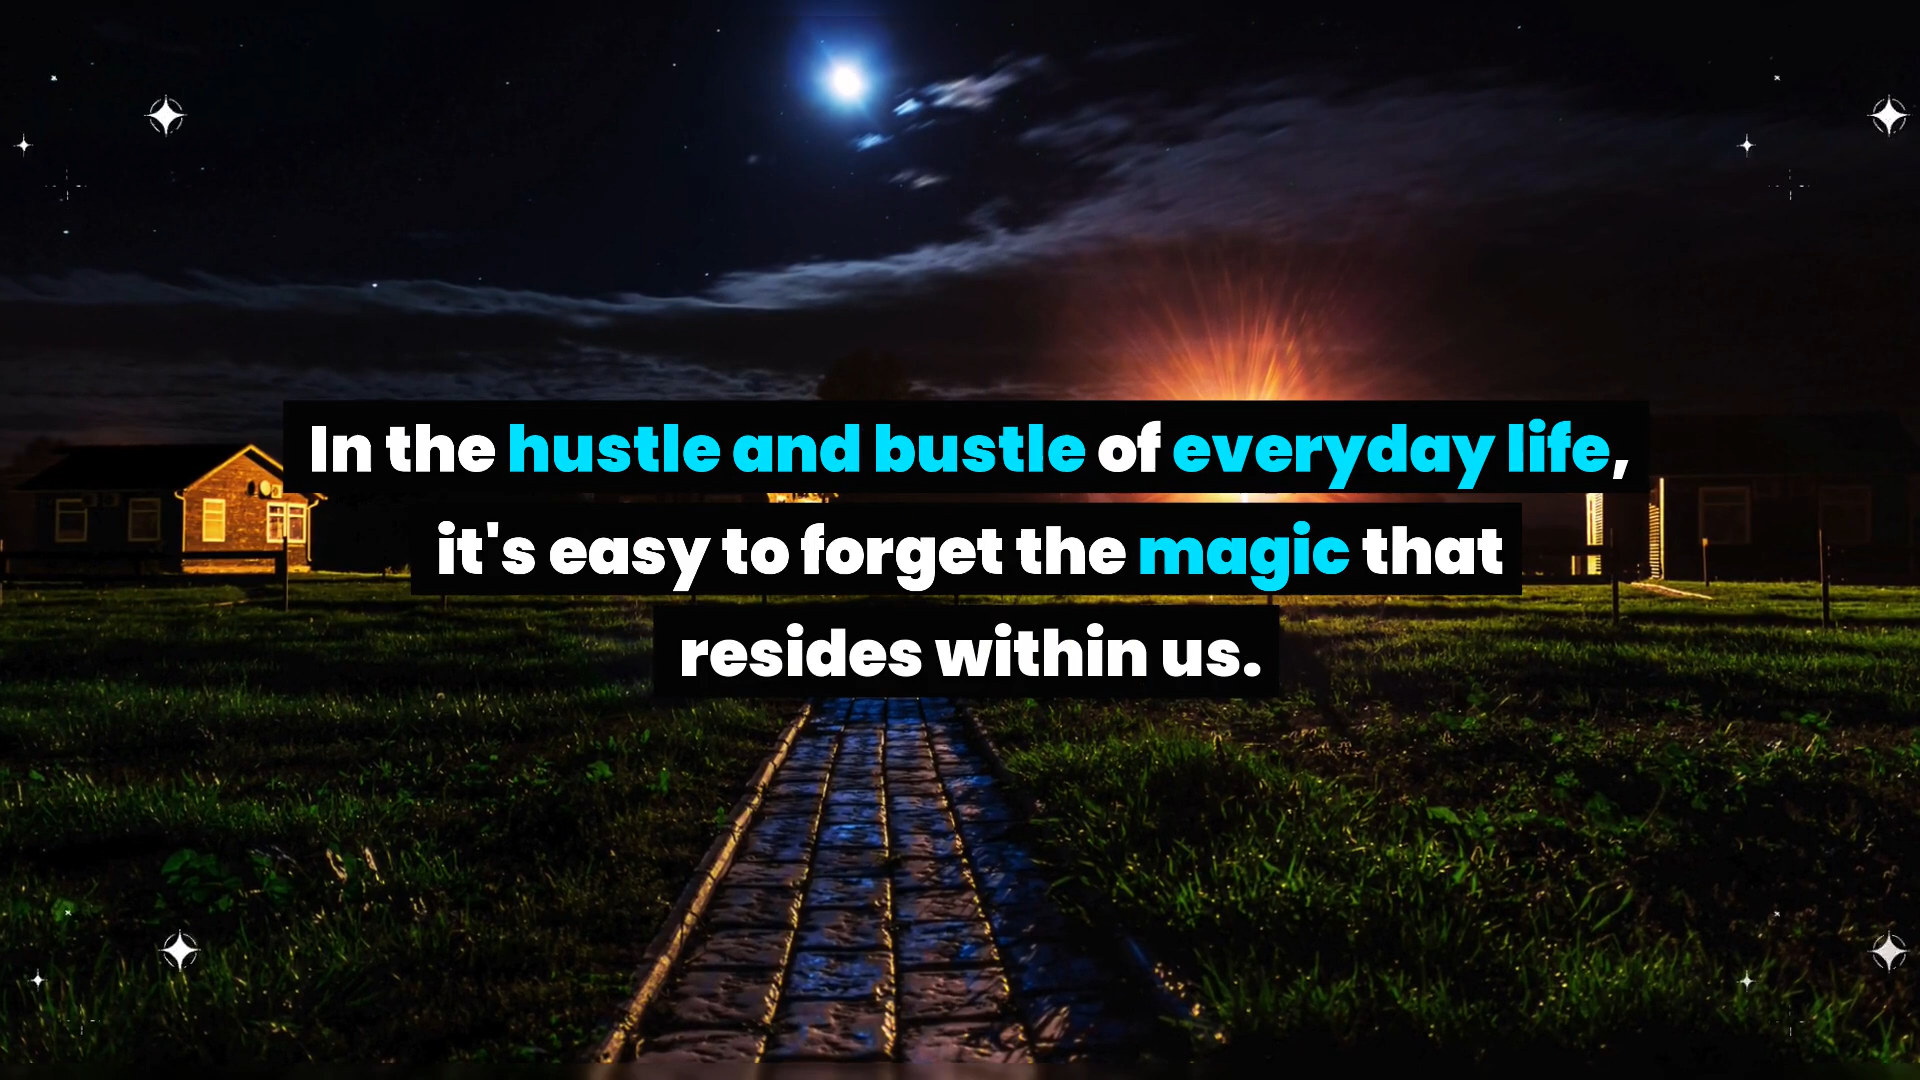 In the hustle and bustle of everyday life,
it's easy to forget the magic that
resides within us.